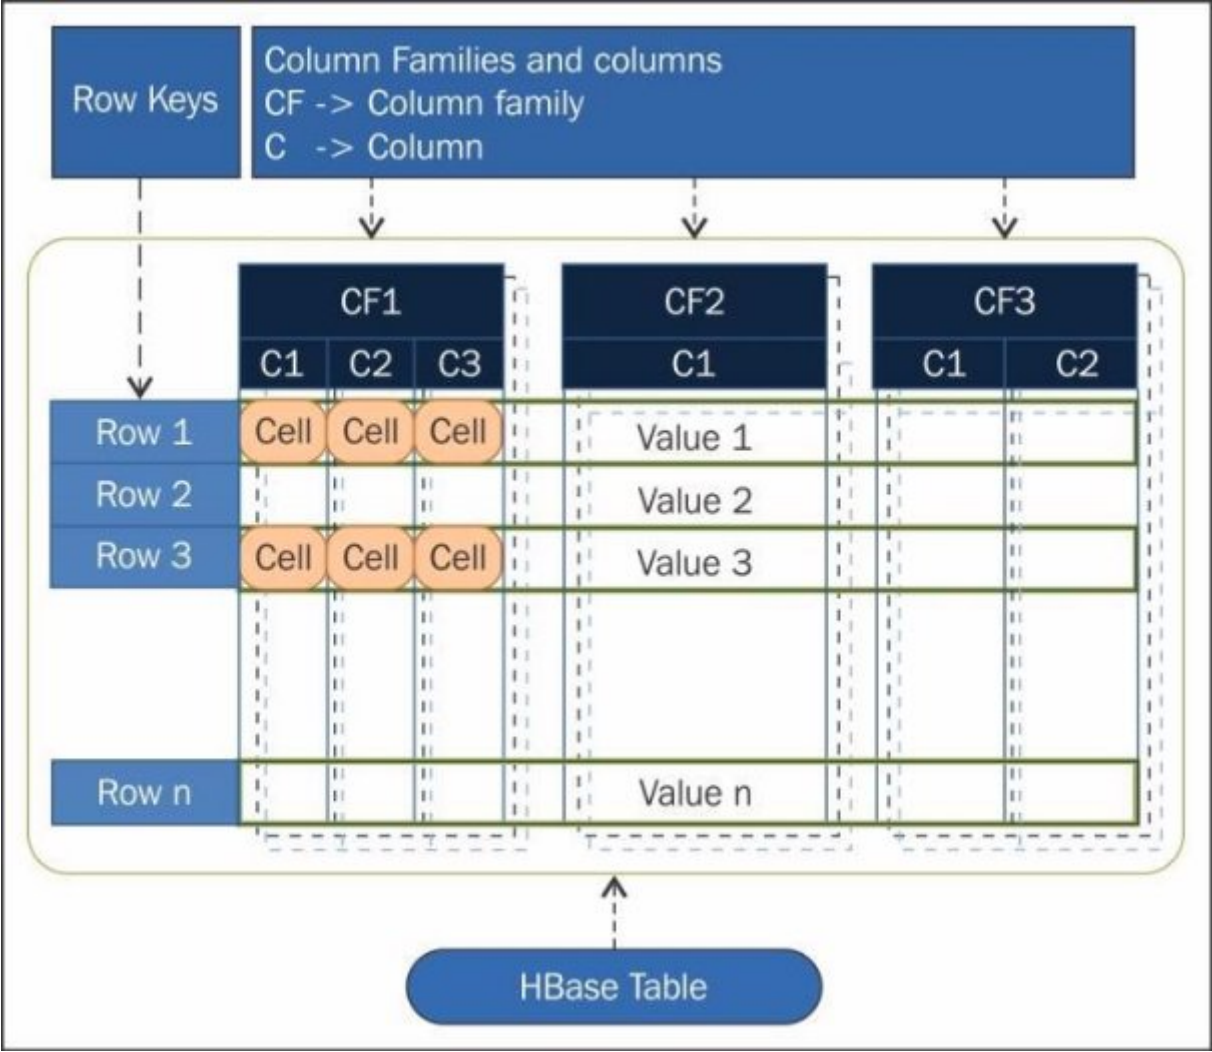 Row Keys
Column Families and columns
CF -> Column family
C -> Column
CF1 CF2 CF3
C1 C2 C3 C1 C1 C2
Row 1 Cell Cell Cell Value 1
Row 2 Value 2
Row 3 Cell Cell Cell Value 3
Row n Value n
HBase Table